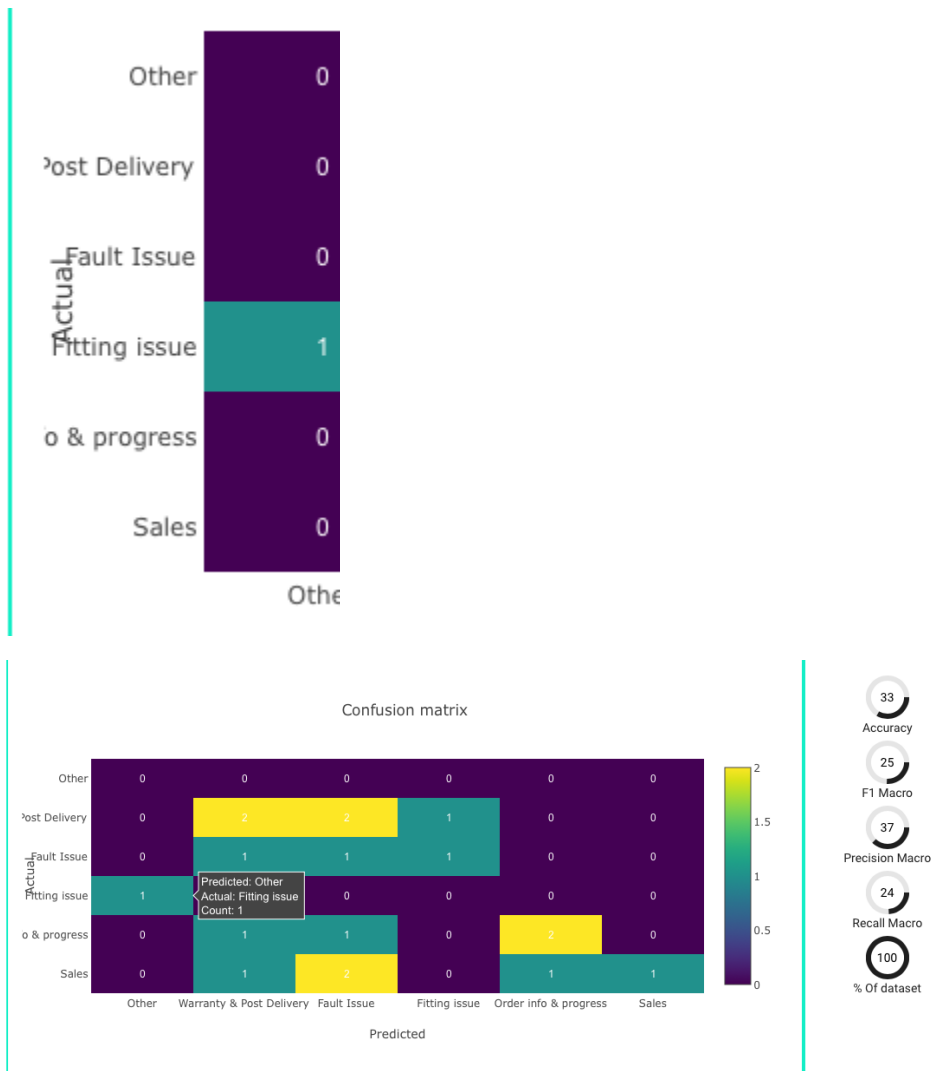 Other 0
Post Delivery 0
Fault Issue 0
Actual
Fitting issue 1
o & progress 0
Sales 0
Othe
Confusion matrix
Other 0 0 0 0 0 0
Post Delivery 0 2 2 1 0 0
Fault Issue 0 1 1 1 0 0
Actual
Fitting issue 1 0 0 0 0
Predicted: Other
Actual: Fitting issue
Count: 1
o & progress 0 1 1 0 2 0
Sales 0 1 2 0 1 1
Other Warranty & Post Delivery Fault Issue Fitting issue Order info & progress Sales
Predicted
2
1.5
1
0.5
0
33
Accuracy
25
F1 Macro
37
Precision Macro
24
Recall Macro
100
% Of dataset